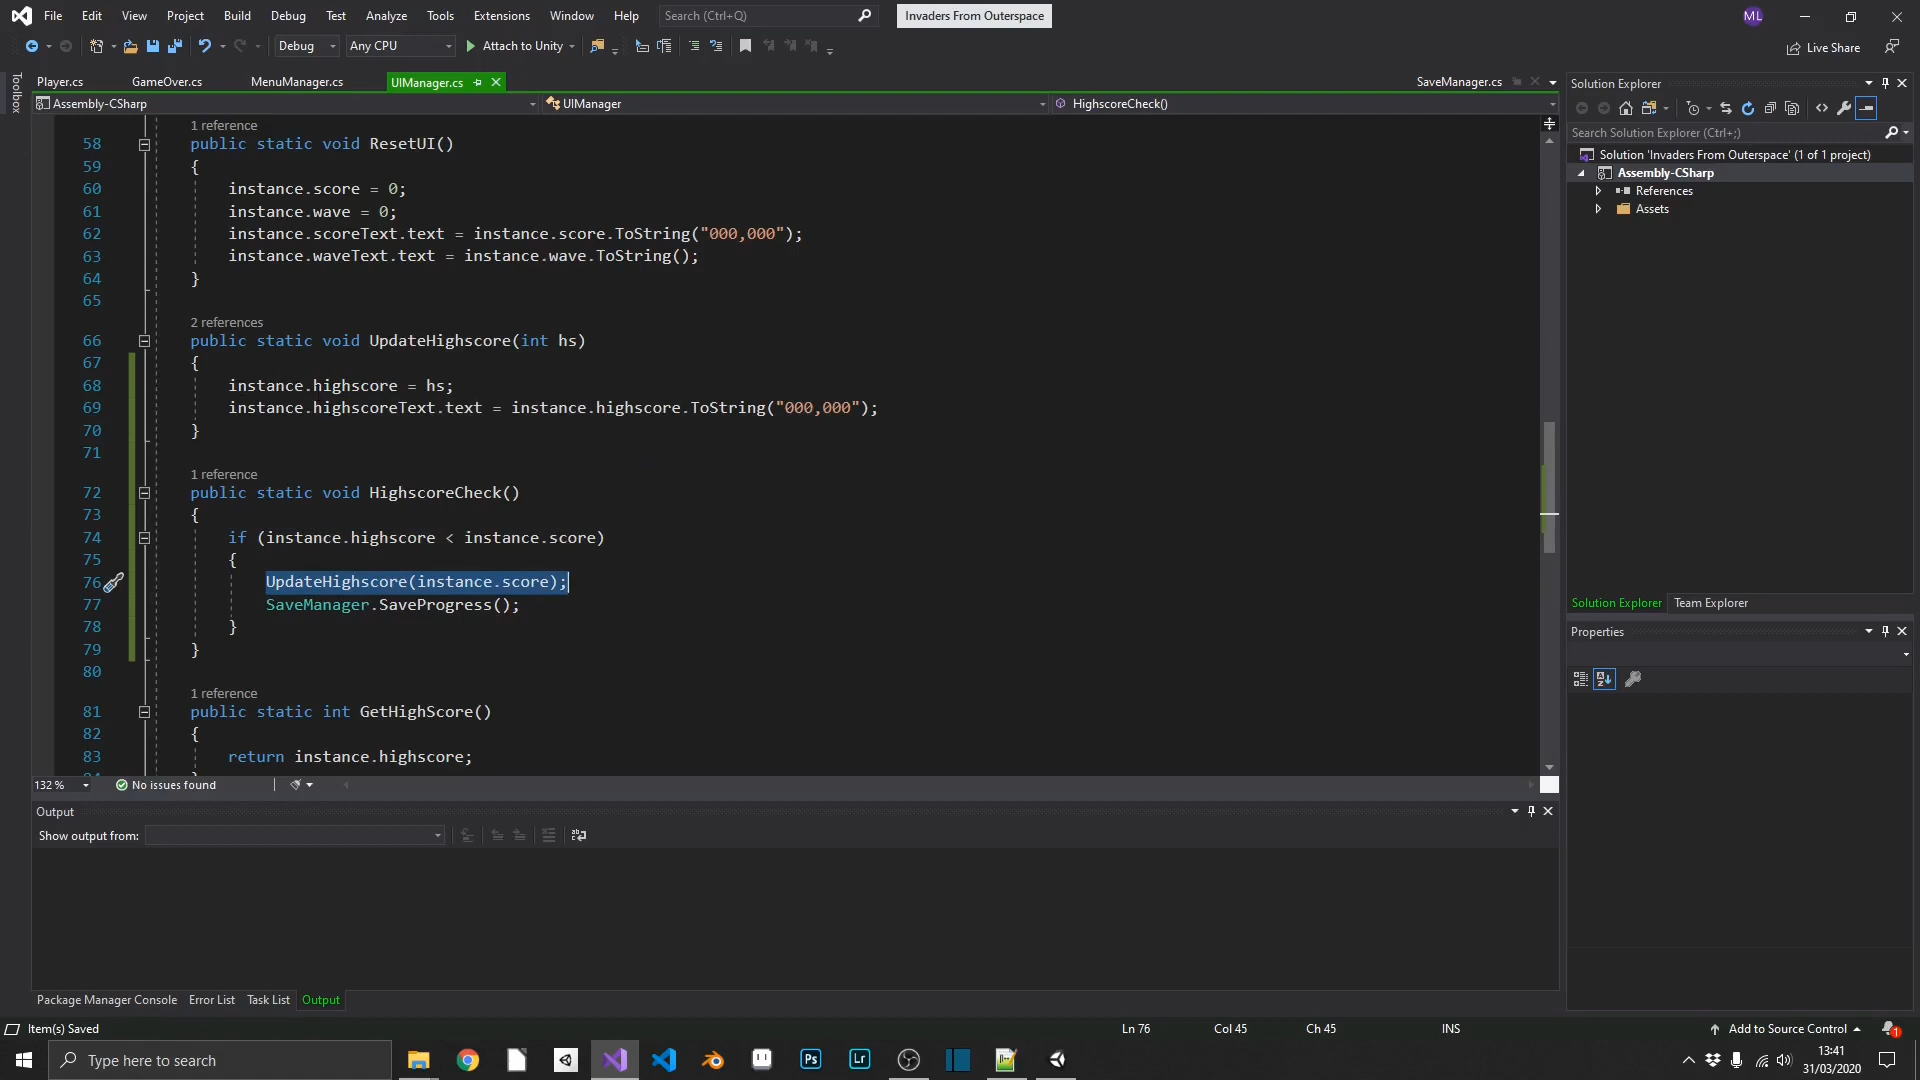 File Edit View Project Build Debug Test Analyze Tools Extensions Window Help Search (Ctrl+Q) Invaders From Outerspace ML
Debug Any CPU Attach to Unity Live Share
Toolbox
Player.cs GameOver.cs MenuManager.cs UIManager.cs SaveManager.cs
Assembly-CSharp UIManager HighscoreCheck()
1 reference
58 public static void ResetUI()
59 {
60 instance.score = 0;
61 instance.wave = 0;
62 instance.scoreText.text = instance.score.ToString("000,000");
63 instance.waveText.text = instance.wave.ToString();
64 }
65
2 references
66 public static void UpdateHighscore(int hs)
67 {
68 instance.highscore = hs;
69 instance.highscoreText.text = instance.highscore.ToString("000,000");
70 }
71
1 reference
72 public static void HighscoreCheck()
73 {
74 if (instance.highscore < instance.score)
75 {
76 UpdateHighscore(instance.score);
77 SaveManager.SaveProgress();
78 }
79 }
80
1 reference
81 public static int GetHighScore()
82 {
83 return instance.highscore;
132 % No issues found
Output
Show output from:
Package Manager Console Error List Task List Output
Solution Explorer
Search Solution Explorer (Ctrl+;)
Solution 'Invaders From Outerspace' (1 of 1 project)
Assembly-CSharp
References
Assets
Solution Explorer Team Explorer
Properties
Item(s) Saved Ln 76 Col 45 Ch 45 INS Add to Source Control 1
Type here to search Ps Lr 13:41
31/03/2020